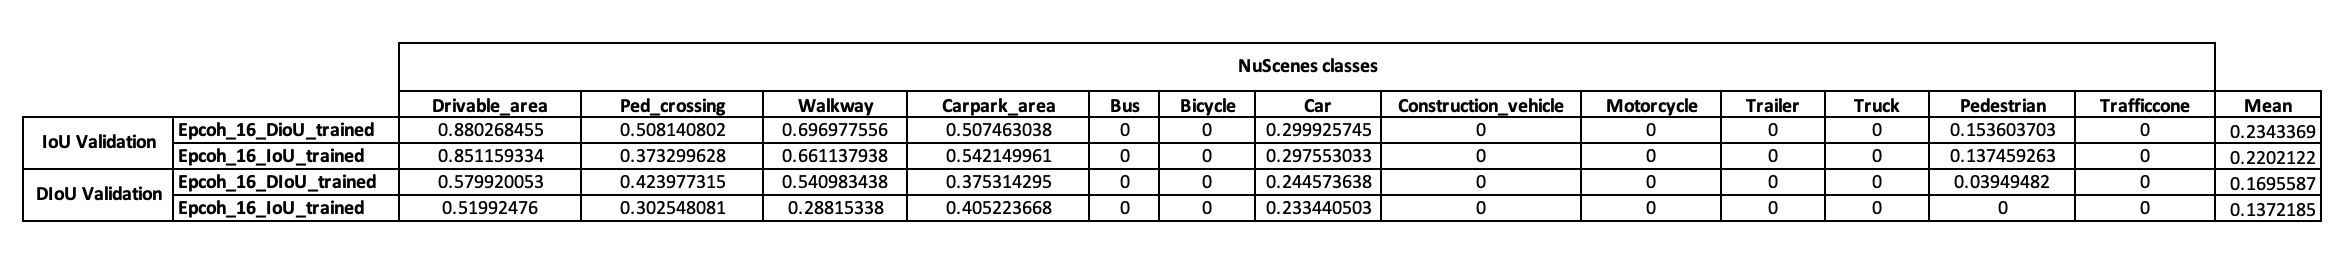 NuScenes classes
Drivable_area Ped_crossing Walkway Carpark_area Bus Bicycle Car Construction_vehicle Motorcycle Trailer Truck Pedestrian Trafficcone Mean
IoU Validation Epcoh_16_DioU_trained 0.880268455 0.508140802 0.696977556 0.507463038 0 0 0.299925745 0 0 0 0 0.153603703 0 0.2343369
Epcoh_16_IoU_trained 0.851159334 0.373299628 0.661137938 0.542149961 0 0 0.297553033 0 0 0 0 0.137459263 0 0.2202122
DIoU Validation Epcoh_16_DIoU_trained 0.579920053 0.423977315 0.540983438 0.375314295 0 0 0.244573638 0 0 0 0 0.03949482 0 0.1695587
Epcoh_16_IoU_trained 0.51992476 0.302548081 0.28815338 0.405223668 0 0 0.233440503 0 0 0 0 0 0 0.1372185